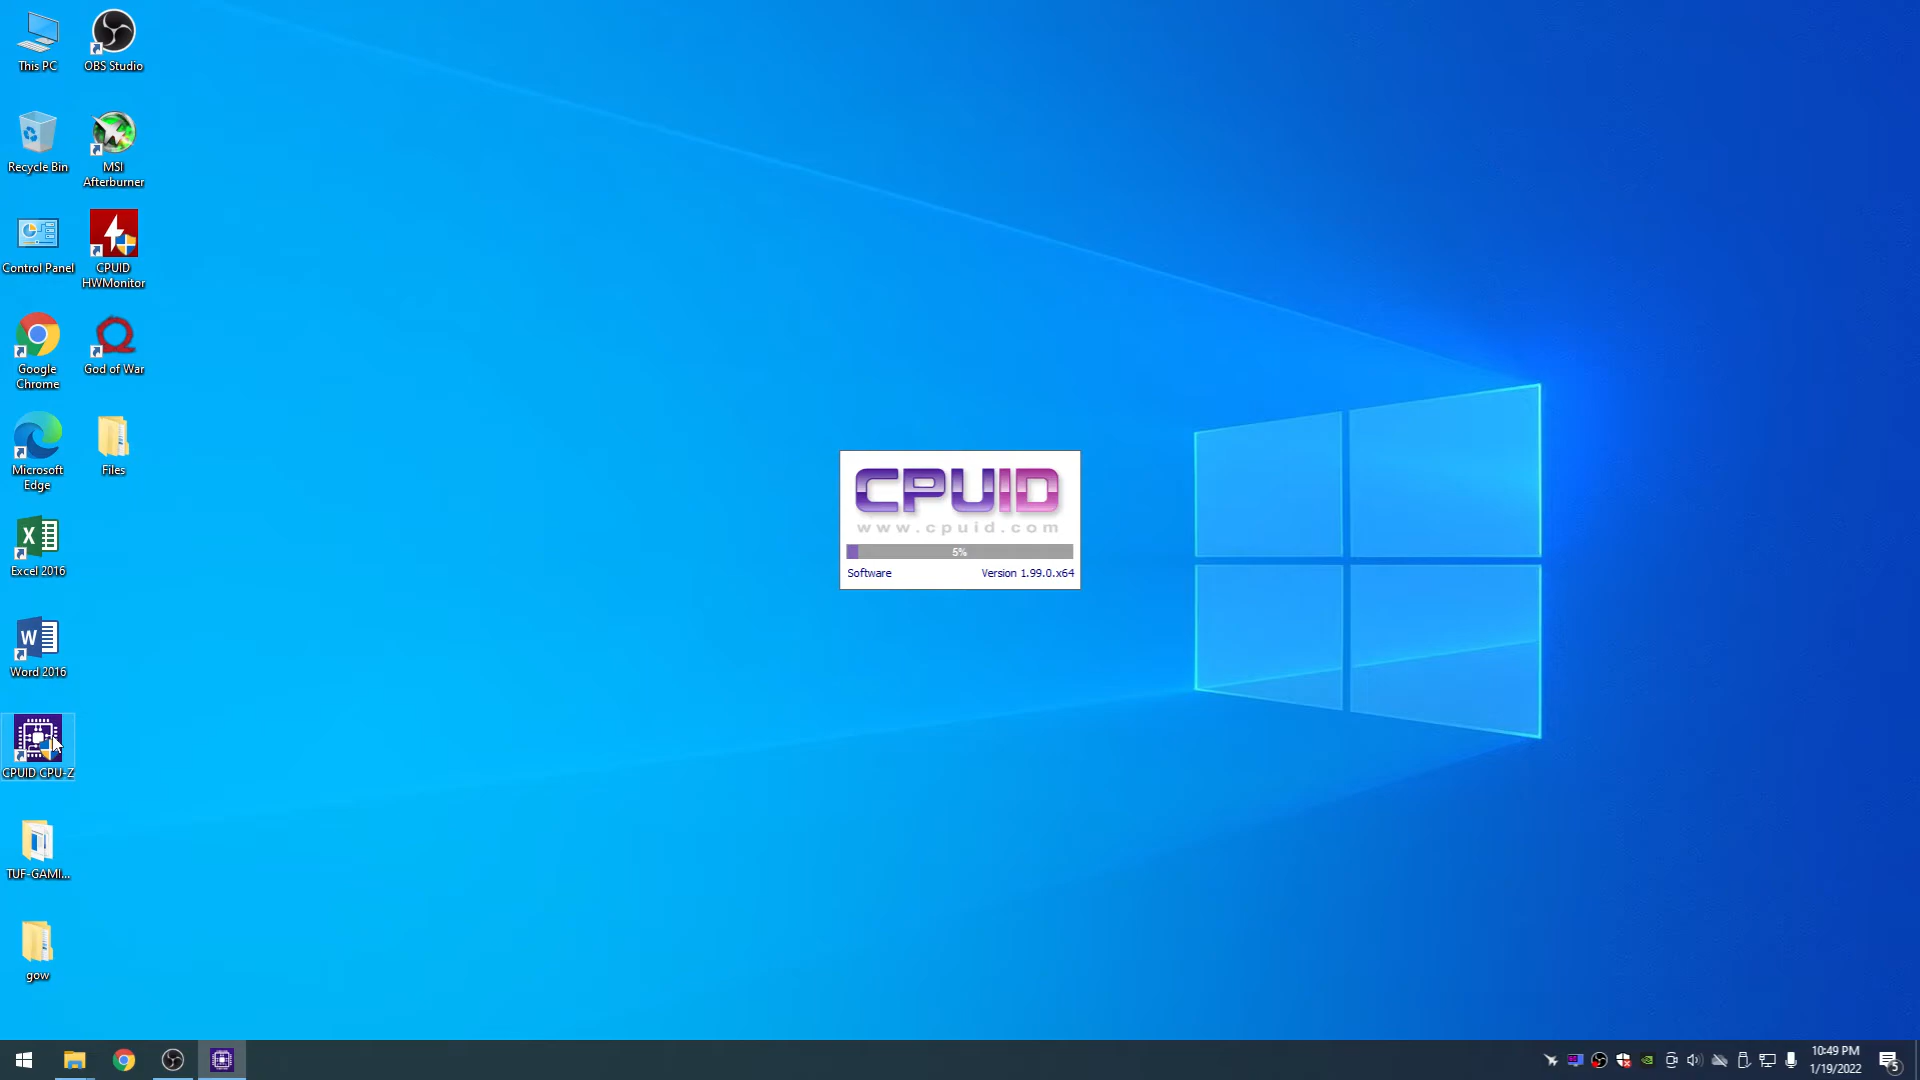 This PC
OBS Studio
Recycle Bin
MSI
Afterburner
Control Panel
CPUID
HWMonitor
Google
Chrome
God of War
Microsoft
Edge
Files
Excel 2016
Word 2016
CPUID CPU-Z
TUF-GAMI...
gow
CPUID
www.cpuid.com
5%
Software Version 1.99.0.x64
10:49 PM
1/19/2022
5